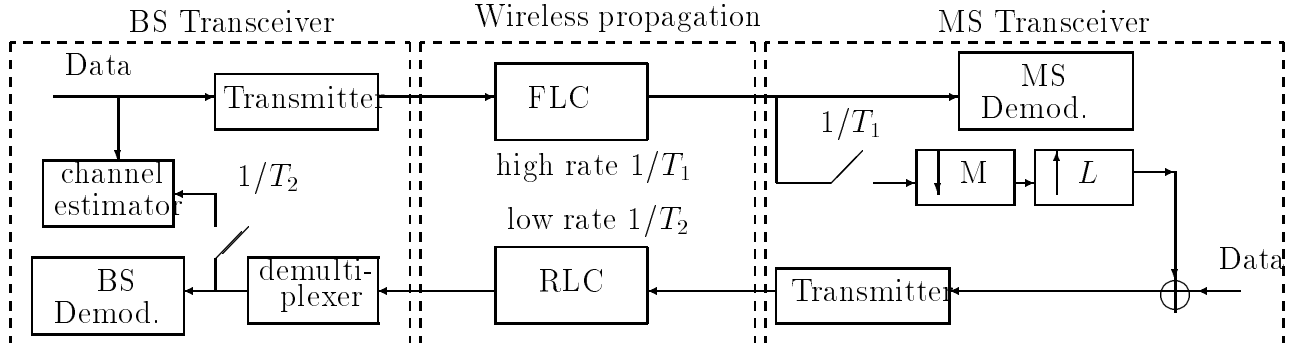 BS Transceiver
Wireless propagation
MS Transceiver
Data
Transmitter
FLC
MS
Demod.
1/T₁
high rate 1/T₁
channel
estimator
1/T₂
M
L
low rate 1/T₂
BS
Demod.
demulti-
plexer
RLC
Transmitter
Data